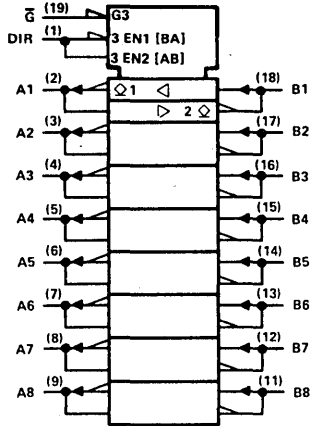 G̅ (19) G3
DIR (1) 3 EN1 [BA]
3 EN2 [AB]
A1 (2) 1 (18) B1
2
A2 (3) (17) B2
A3 (4) (16) B3
A4 (5) (15) B4
A5 (6) (14) B5
A6 (7) (13) B6
A7 (8) (12) B7
A8 (9) (11) B8